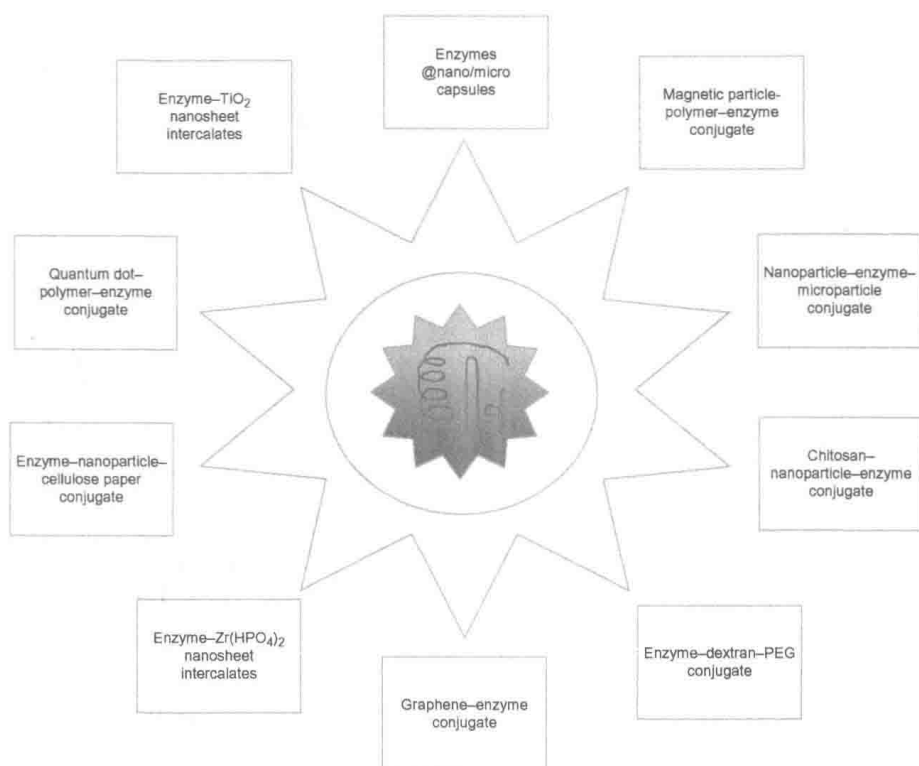 Enzymes
@nano/micro
capsules
Magnetic particle-
polymer–enzyme
conjugate
Nanoparticle–enzyme–
microparticle
conjugate
Chitosan–
nanoparticle–enzyme
conjugate
Enzyme–dextran–PEG
conjugate
Graphene–enzyme
conjugate
Enzyme–Zr(HPO₄)₂
nanosheet
intercalates
Enzyme–nanoparticle–
cellulose paper
conjugate
Quantum dot–
polymer–enzyme
conjugate
Enzyme–TiO₂
nanosheet
intercalates